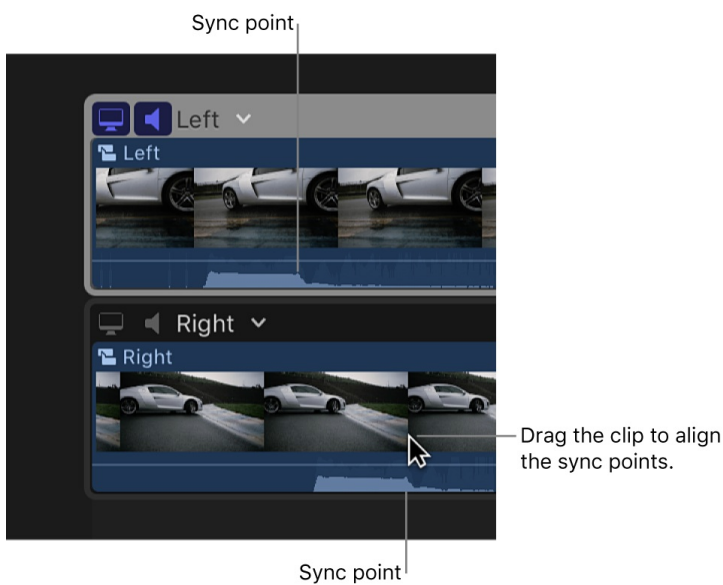 Sync point
Left
Left
Right
Right
Drag the clip to align
the sync points.
Sync point